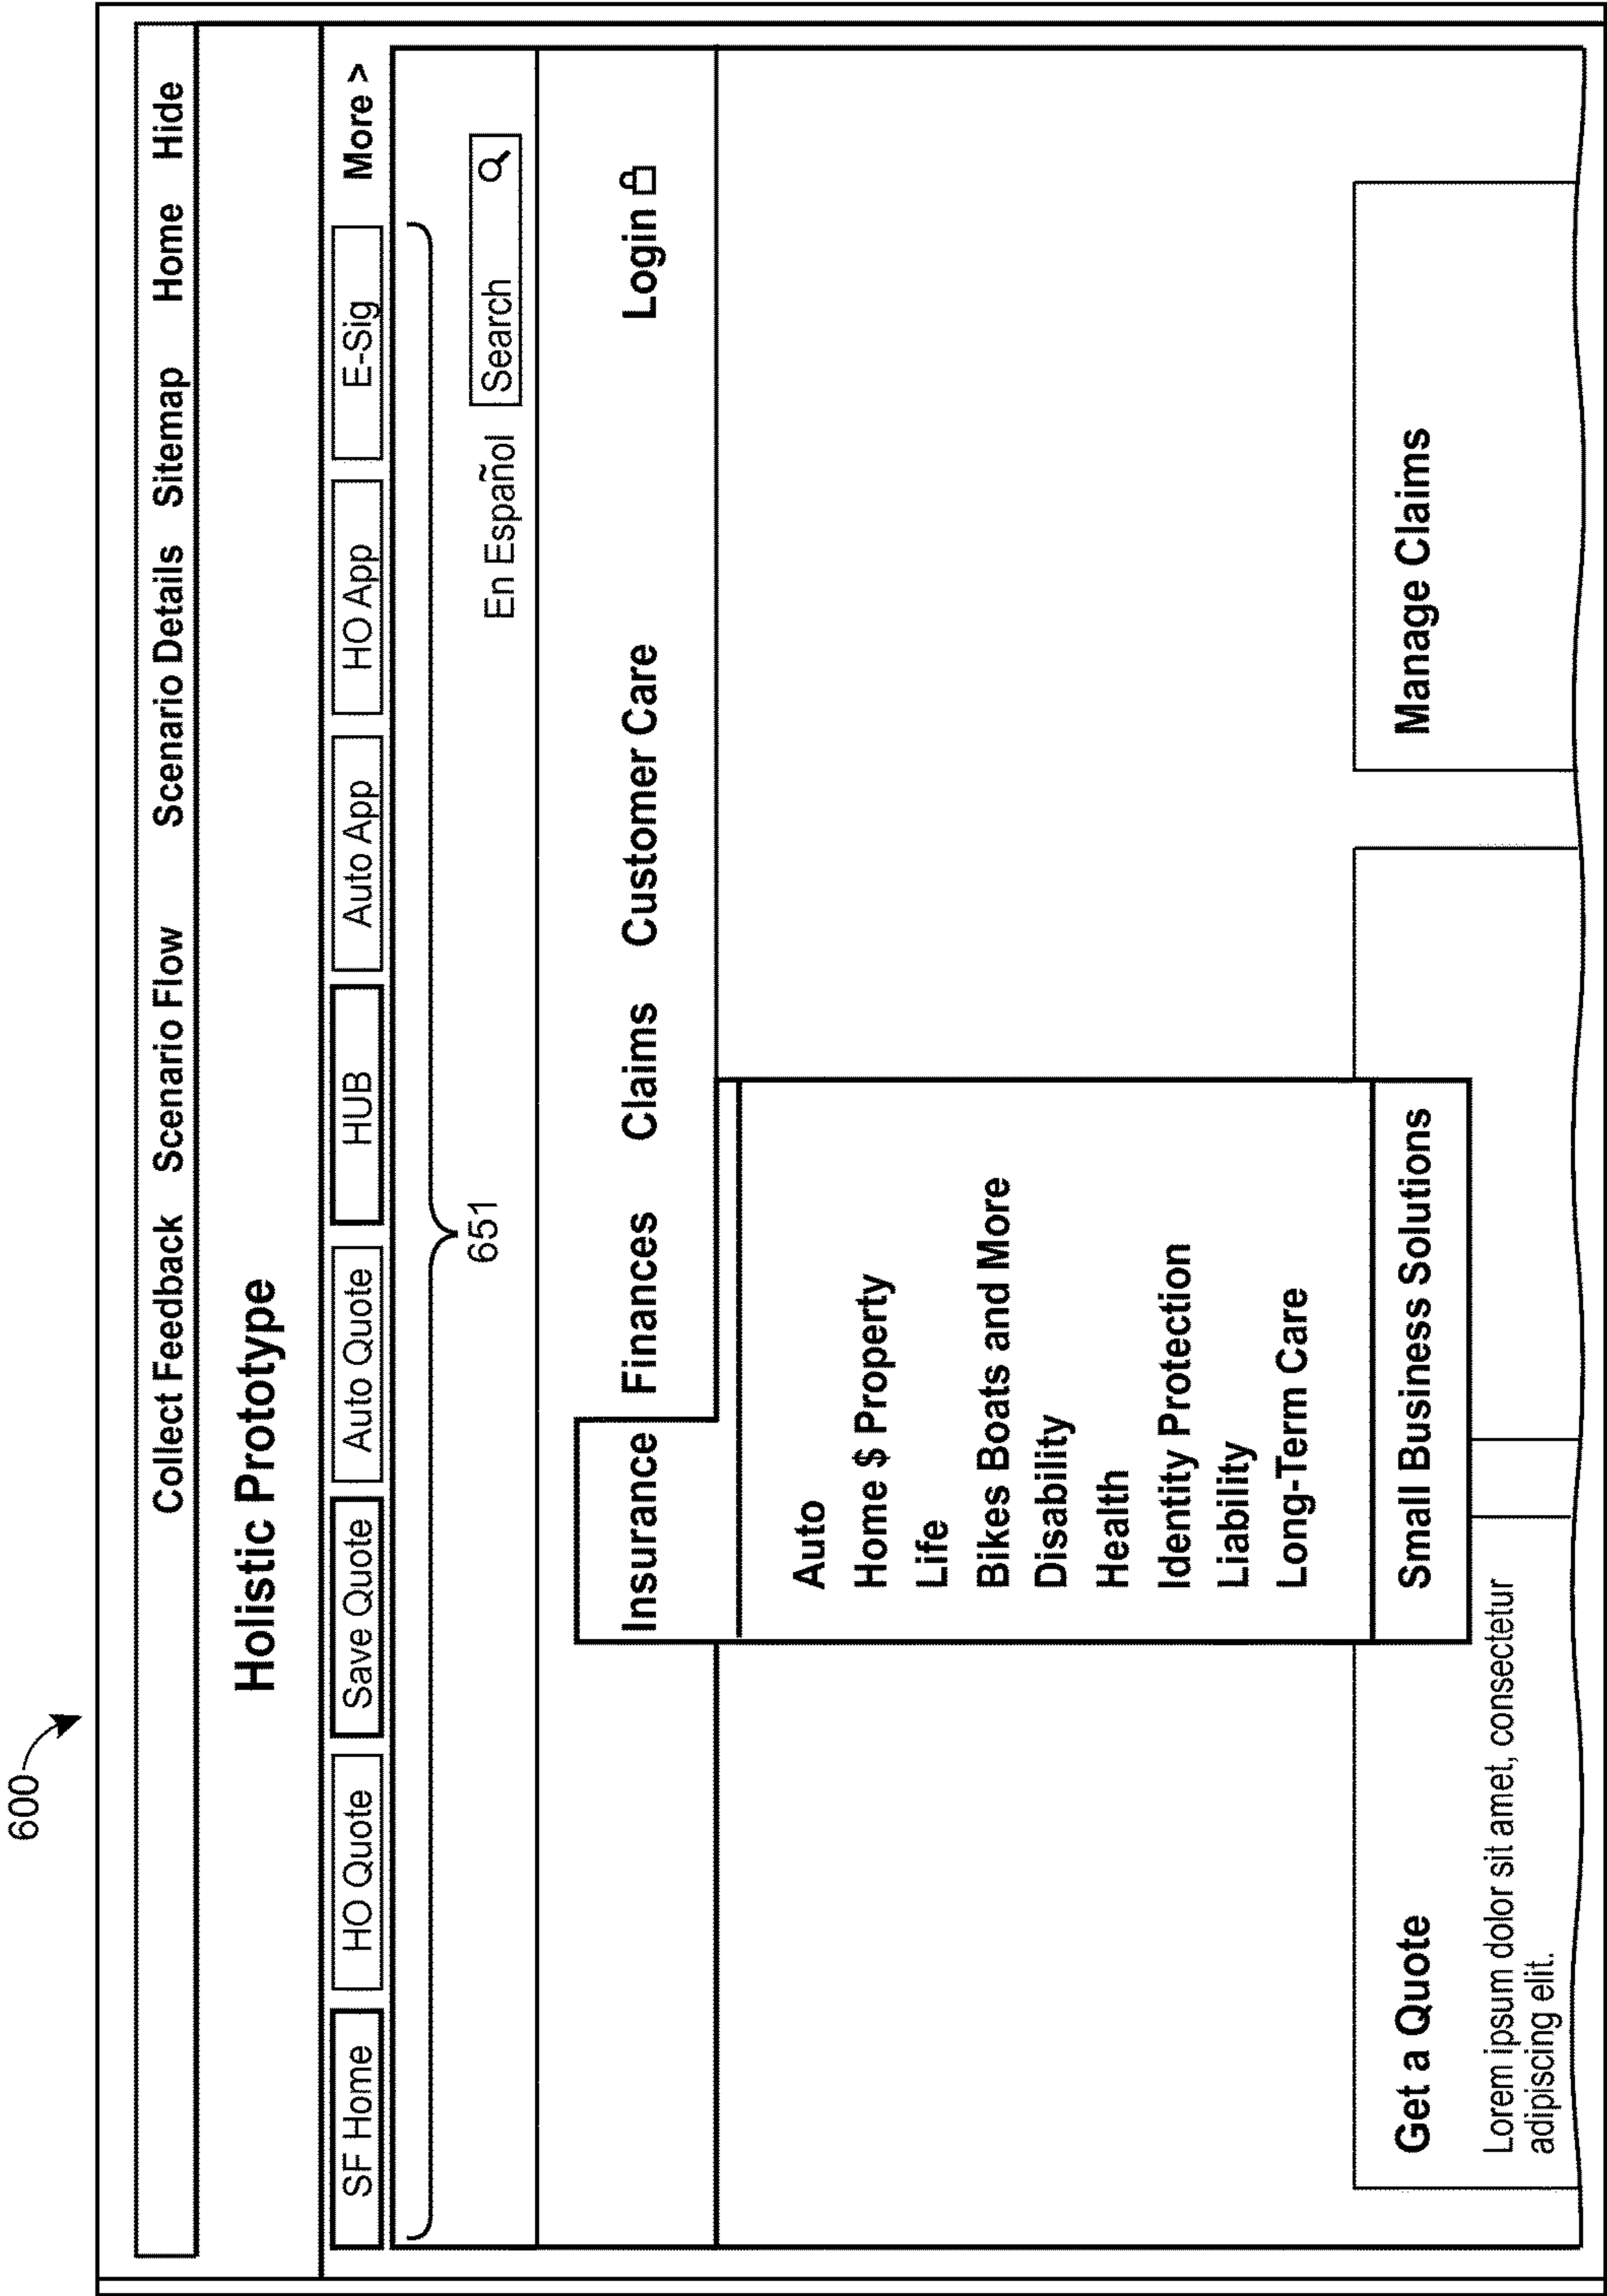 600
Collect Feedback Scenario Flow Scenario Details Sitemap Home Hide
Holistic Prototype
SF Home HO Quote Save Quote Auto Quote HUB Auto App HO App E-Sig More >
651
En Español Search
Insurance Finances Claims Customer Care Login
Auto
Home $ Property
Life
Bikes Boats and More
Disability
Health
Identity Protection
Liability
Long-Term Care
Small Business Solutions
Get a Quote
Manage Claims
Lorem ipsum dolor sit amet, consectetur
adipiscing elit.